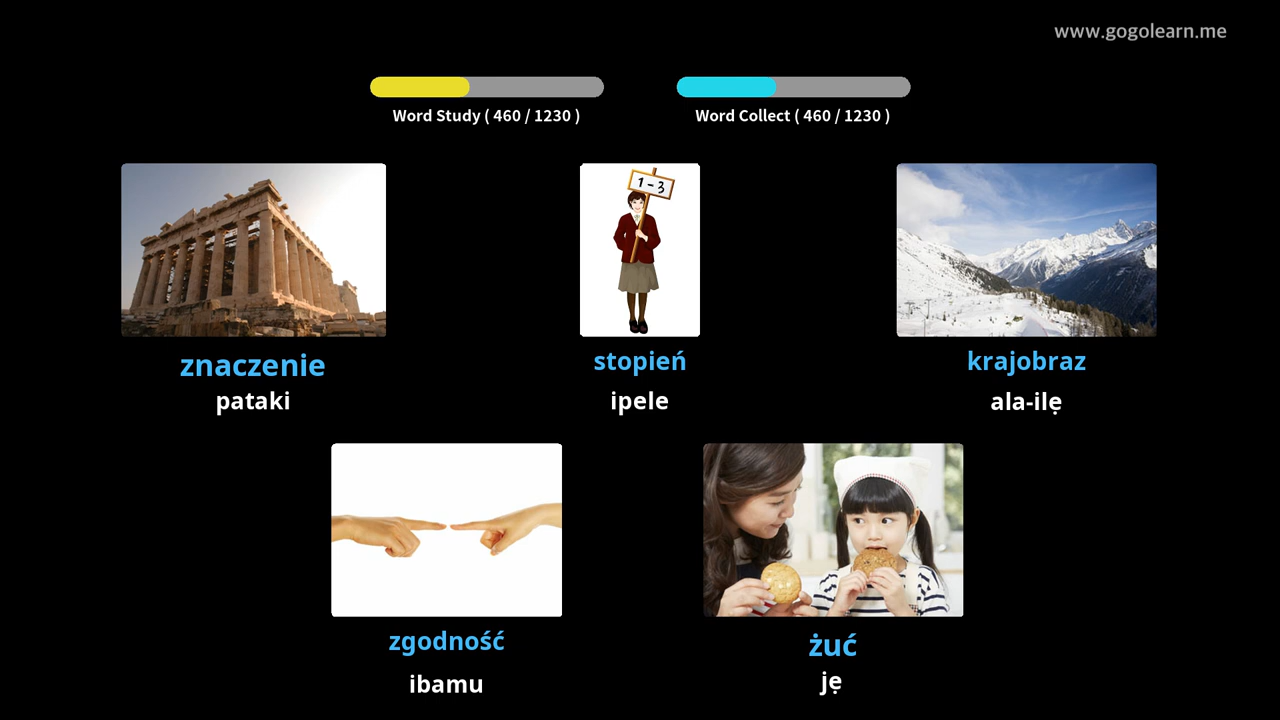 www.gogolearn.me
Word Study ( 460 / 1230 )
Word Collect ( 460 / 1230 )
1 - 3
znaczenie
pataki
stopień
ipele
krajobraz
ala-ilẹ
zgodność
ibamu
żuć
jẹ